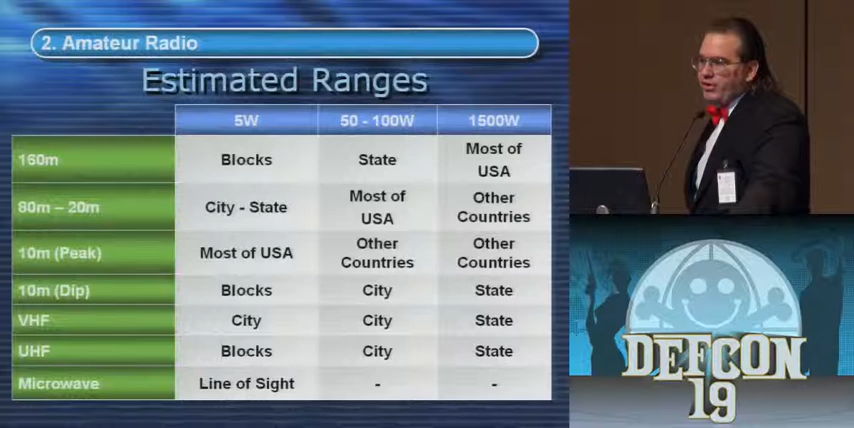 2. Amateur Radio
Estimated Ranges
5W 50 - 100W 1500W
160m Blocks State Most of USA
80m – 20m City - State Most of USA Other Countries
10m (Peak) Most of USA Other Countries Other Countries
10m (Dip) Blocks City State
VHF City City State
UHF Blocks City State
Microwave Line of Sight - -
DEFCON
19